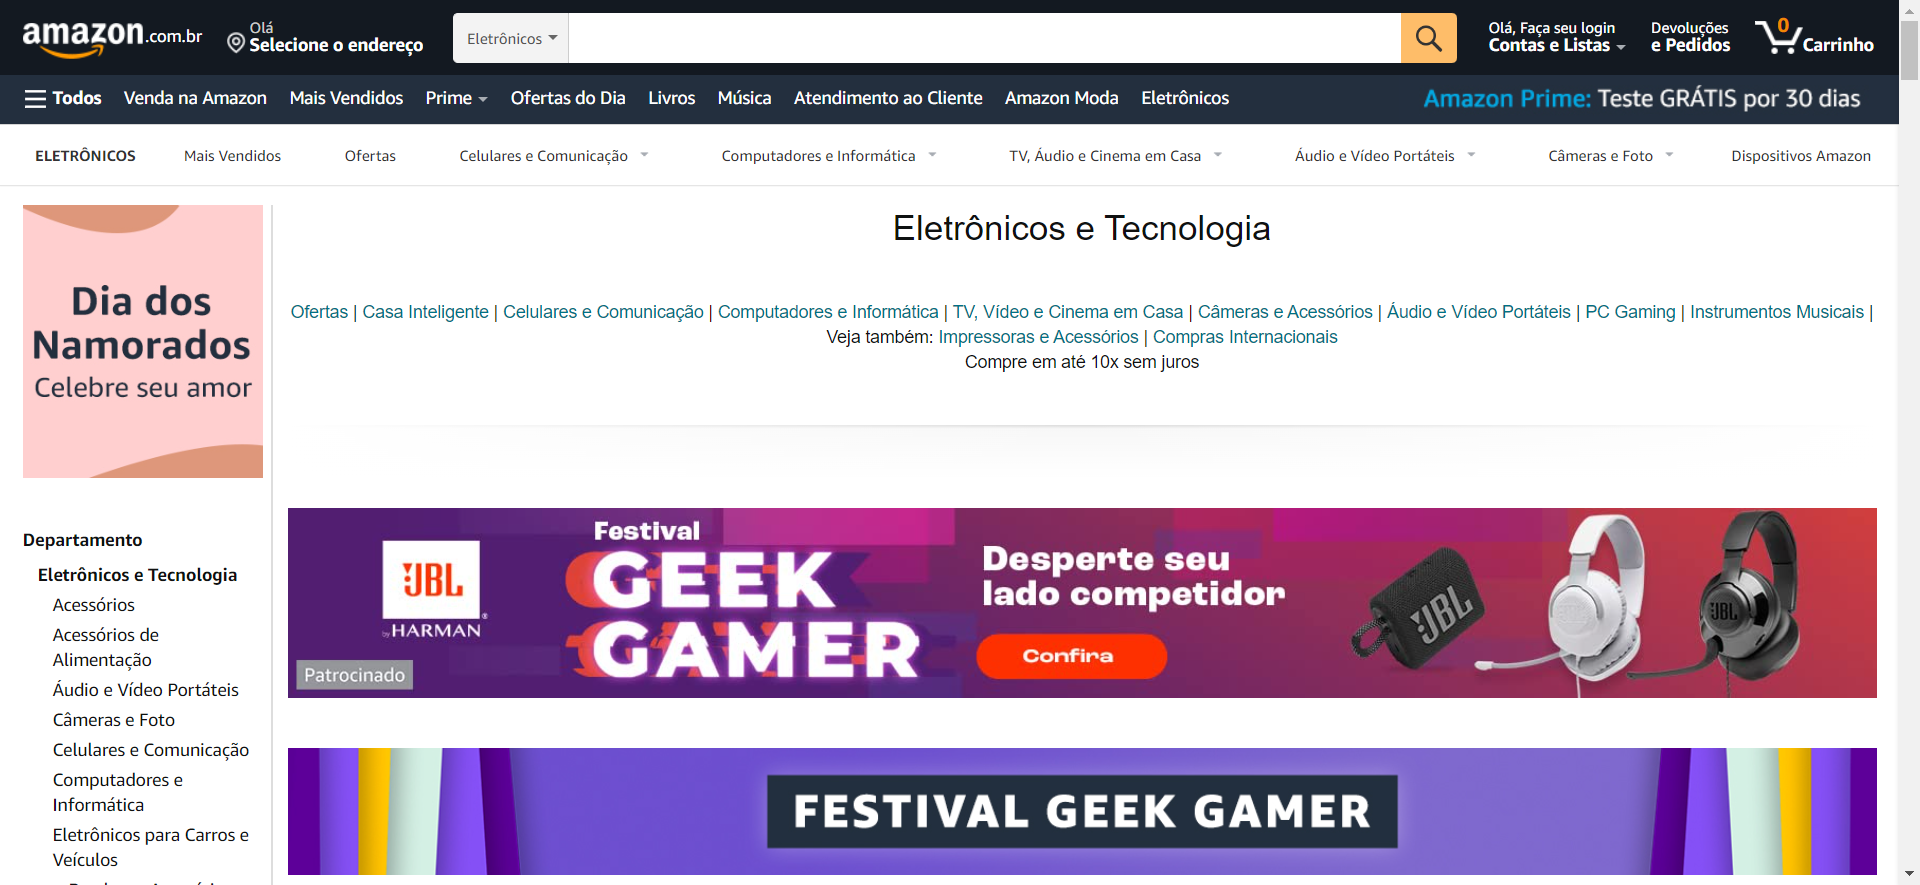 amazon.com.br
Olá
Selecione o endereço
Eletrônicos
Olá, Faça seu login
Contas e Listas
Devoluções
e Pedidos
0
Carrinho
Todos
Venda na Amazon
Mais Vendidos
Prime
Ofertas do Dia
Livros
Música
Atendimento ao Cliente
Amazon Moda
Eletrônicos
Amazon Prime: Teste GRÁTIS por 30 dias
ELETRÔNICOS
Mais Vendidos
Ofertas
Celulares e Comunicação
Computadores e Informática
TV, Áudio e Cinema em Casa
Áudio e Vídeo Portáteis
Câmeras e Foto
Dispositivos Amazon
Dia dos
Namorados
Celebre seu amor
Departamento
Eletrônicos e Tecnologia
Acessórios
Acessórios de
Alimentação
Áudio e Vídeo Portáteis
Câmeras e Foto
Celulares e Comunicação
Computadores e
Informática
Eletrônicos para Carros e
Veículos
Eletrônicos e Tecnologia
Ofertas | Casa Inteligente | Celulares e Comunicação | Computadores e Informática | TV, Vídeo e Cinema em Casa | Câmeras e Acessórios | Áudio e Vídeo Portáteis | PC Gaming | Instrumentos Musicais |
Veja também: Impressoras e Acessórios | Compras Internacionais
Compre em até 10x sem juros
JBL
by HARMAN
Patrocinado
Festival
GEEK
GAMER
Desperte seu
lado competidor
Confira
JBL
JBL
FESTIVAL GEEK GAMER